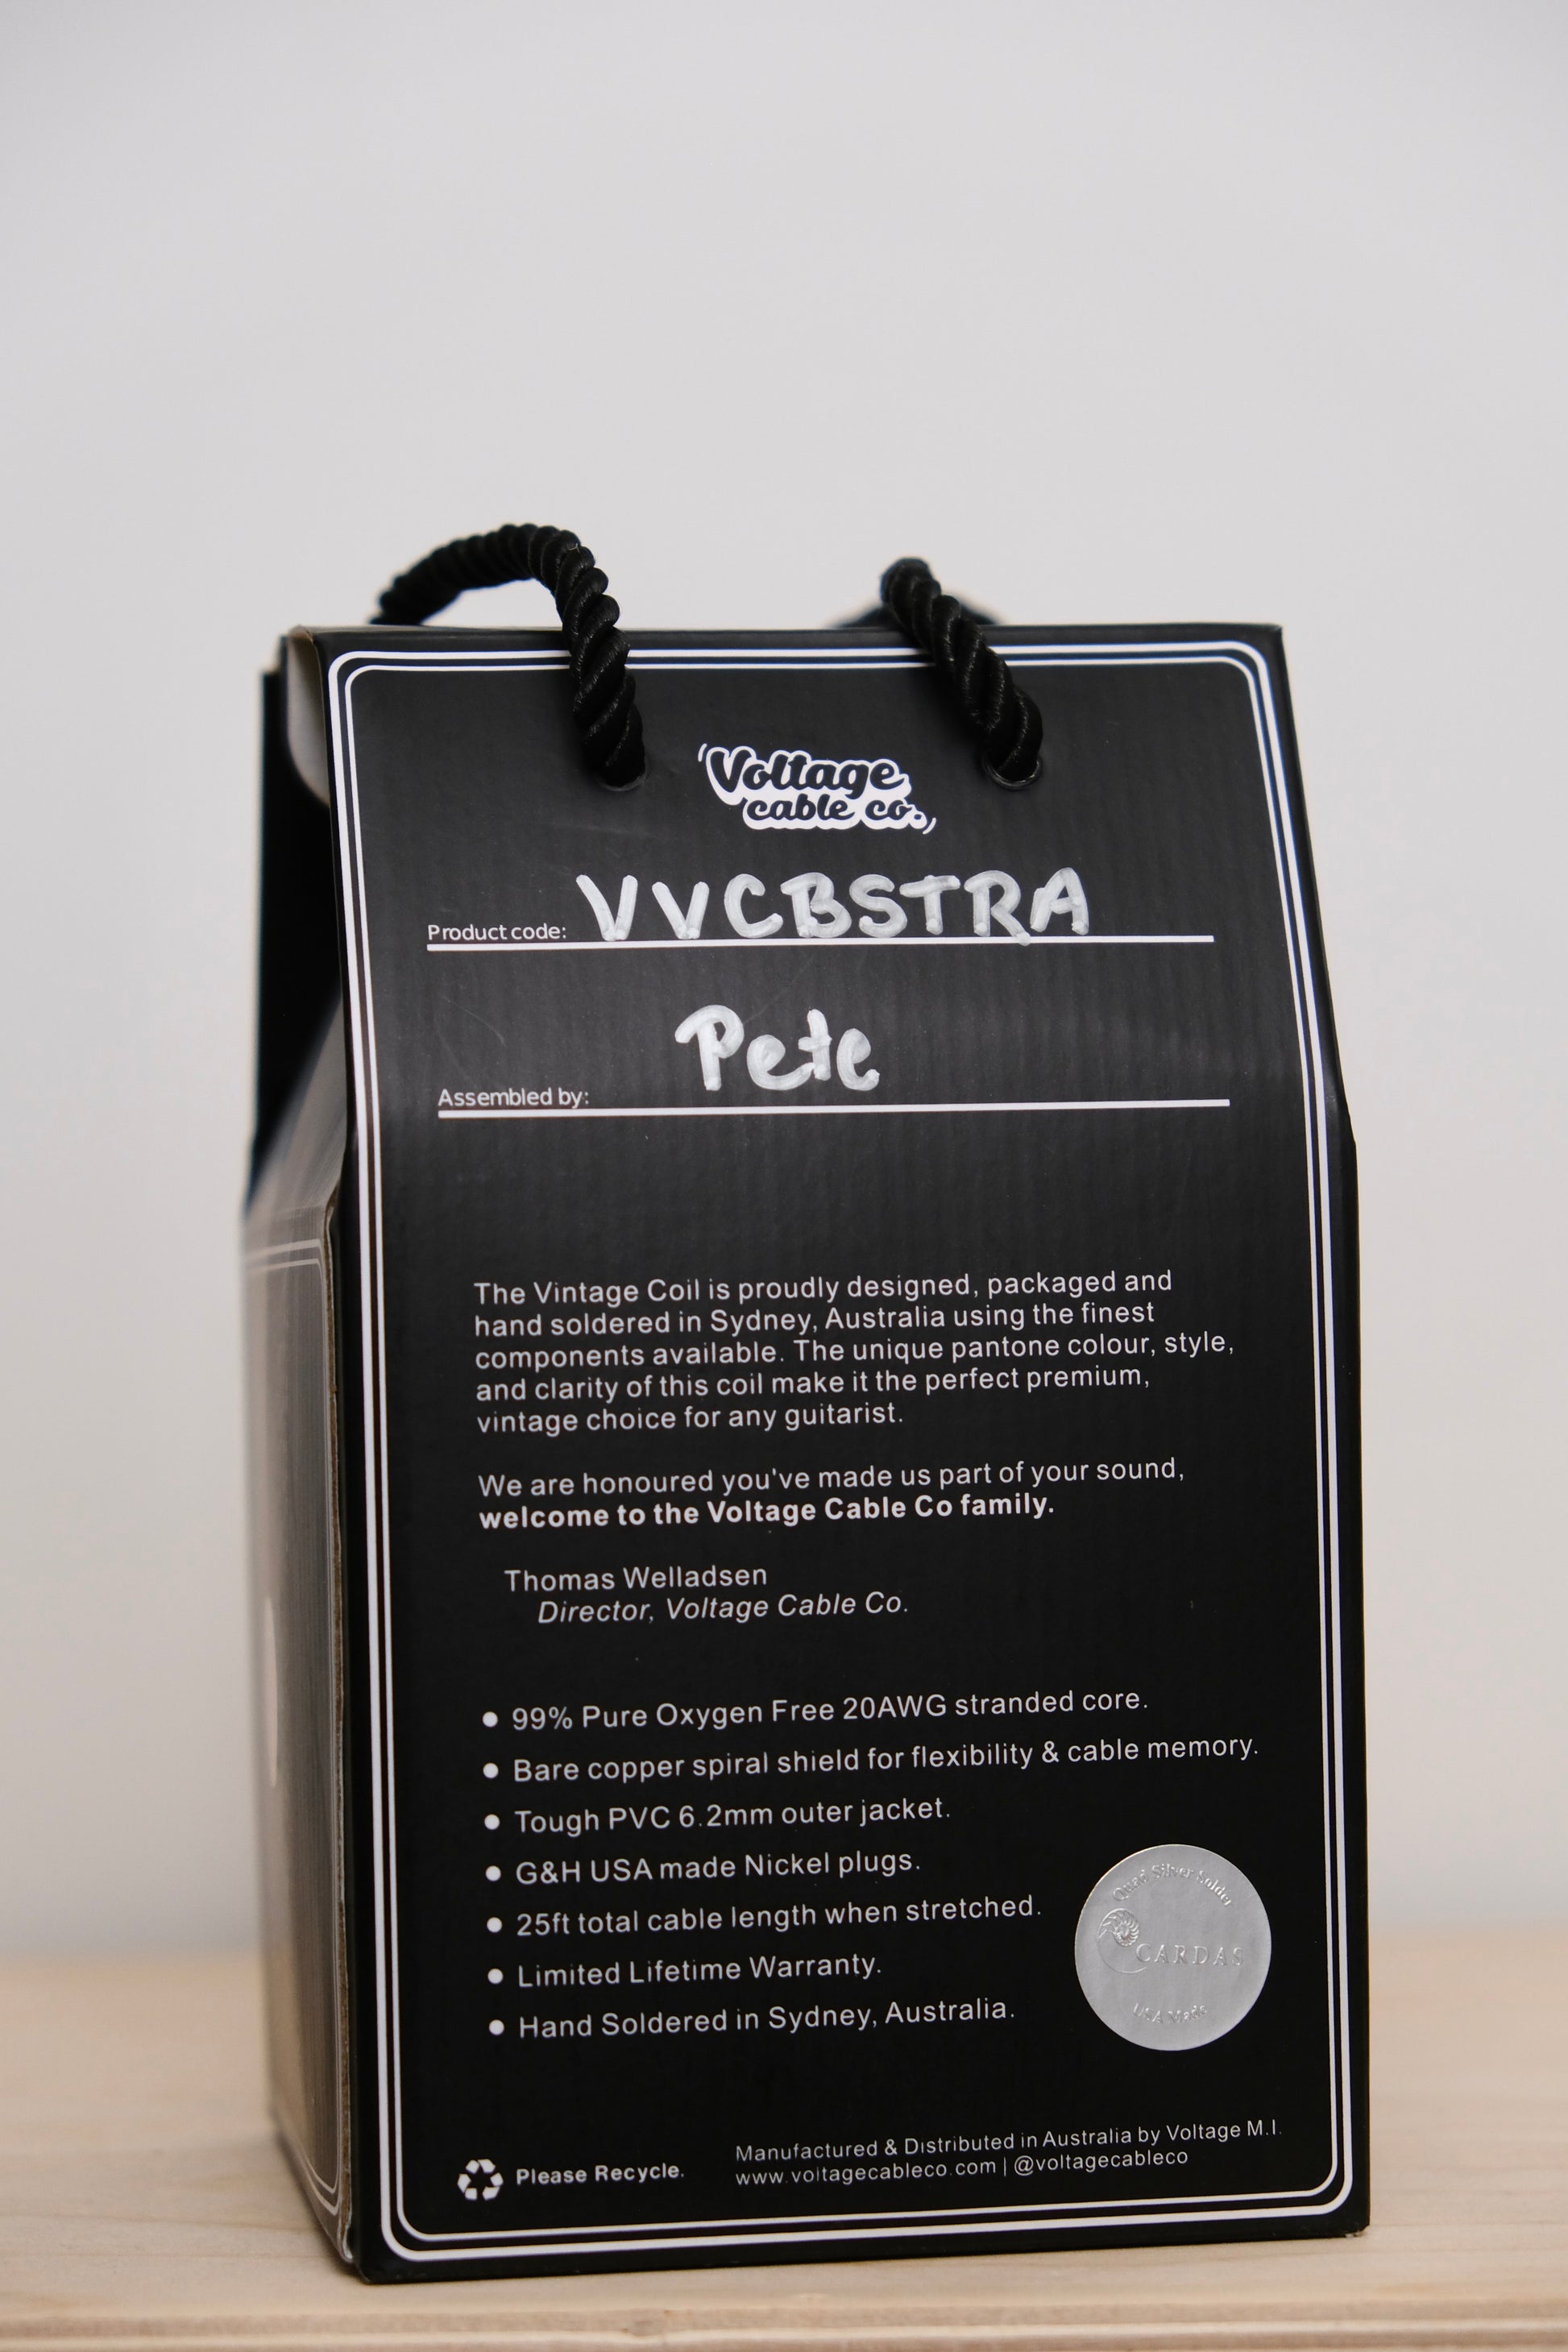 Voltage
cable co.
Product code: VVCBSTRA
Assembled by: Pete
The Vintage Coil is proudly designed, packaged and
hand soldered in Sydney, Australia using the finest
components available. The unique pantone colour, style,
and clarity of this coil make it the perfect premium,
vintage choice for any guitarist.
We are honoured you've made us part of your sound,
welcome to the Voltage Cable Co family.
Thomas Welladsen
Director, Voltage Cable Co.
● 99% Pure Oxygen Free 20AWG stranded core.
● Bare copper spiral shield for flexibility & cable memory.
● Tough PVC 6.2mm outer jacket.
● G&H USA made Nickel plugs.
● 25ft total cable length when stretched.
● Limited Lifetime Warranty.
● Hand Soldered in Sydney, Australia.
Quad Silver Solder
CARDAS
USA Made
Please Recycle.
Manufactured & Distributed in Australia by Voltage M.I.
www.voltagecableco.com | @voltagecableco